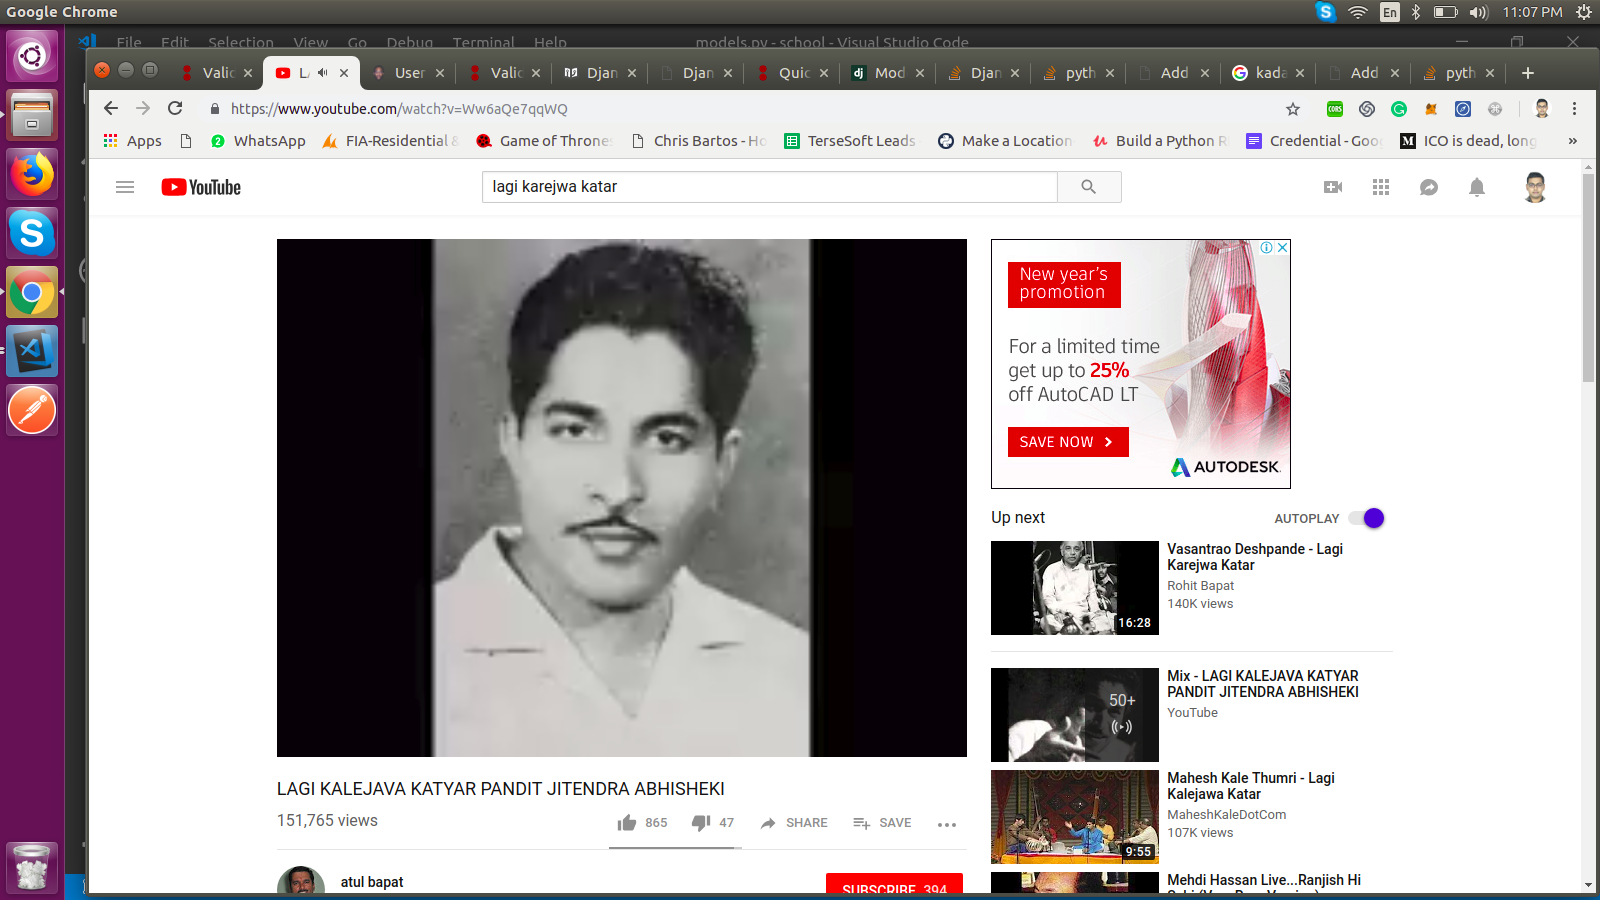 Google Chrome
En
11:07 PM
File Edit Selection View Go Debug Terminal Help
models.py - school - Visual Studio Code
Valid
LA
User
Valid
Djan
Djan
Quic
Mod
Djan
pyth
Add
kada
Add
pyth
https://www.youtube.com/watch?v=Ww6aQe7qqWQ
CORS
Apps
WhatsApp
FIA-Residential &
Game of Throne
Chris Bartos - Ho
TerseSoft Leads
Make a Location
Build a Python R
Credential - Goo
ICO is dead, long
»
YouTube
lagi karejwa katar
New year's
promotion
For a limited time
get up to 25%
off AutoCAD LT
SAVE NOW
AUTODESK.
Up next
AUTOPLAY
Vasantrao Deshpande - Lagi
Karejwa Katar
Rohit Bapat
140K views
16:28
50+
Mix - LAGI KALEJAVA KATYAR
PANDIT JITENDRA ABHISHEKI
YouTube
Mahesh Kale Thumri - Lagi
Kalejawa Katar
MaheshKaleDotCom
107K views
9:55
Mehdi Hassan Live...Ranjish Hi
LAGI KALEJAVA KATYAR PANDIT JITENDRA ABHISHEKI
151,765 views
865
47
SHARE
SAVE
atul bapat
SUBSCRIBE 394